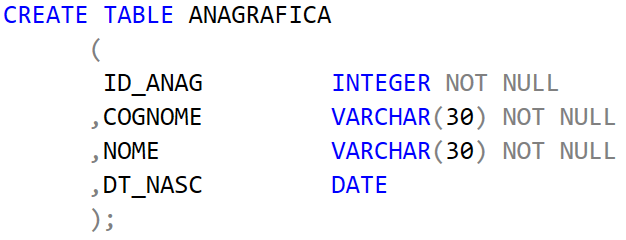 CREATE TABLE ANAGRAFICA
(
ID_ANAG INTEGER NOT NULL
,COGNOME VARCHAR(30) NOT NULL
,NOME VARCHAR(30) NOT NULL
,DT_NASC DATE
);